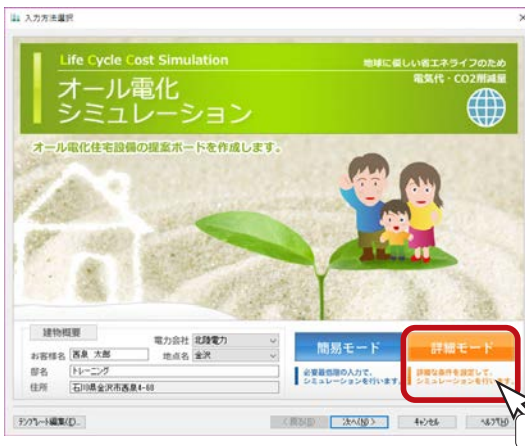 入力方法選択
Life Cycle Cost Simulation
オール電化
シミュレーション
地球に優しい省エネライフのため
電気代・CO2削減量
オール電化住宅設備の提案ボードを作成します。
建物概要
電力会社 北陸電力
お客様名 西泉 太郎 地点名 金沢
邸名 トレーニング
住所 石川県金沢市西泉4-60
簡易モード
必要最低限の入力で、
シミュレーションを行います。
詳細モード
詳細な条件を設定して、
シミュレーションを行います。
テンプレート編集(D)... < 戻る(B) 次へ(N) > キャンセル ヘルプ(H)